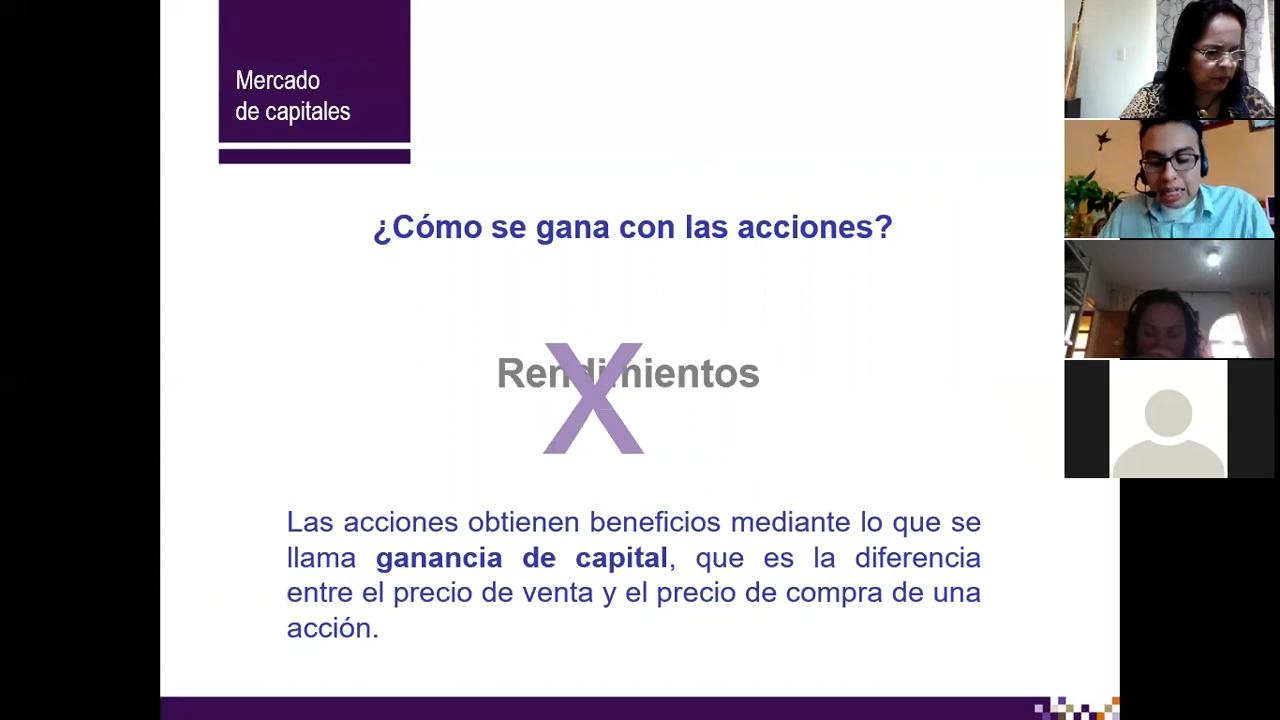 Mercado
de capitales
¿Cómo se gana con las acciones?
Rendimientos
X
Las acciones obtienen beneficios mediante lo que se
llama ganancia de capital, que es la diferencia
entre el precio de venta y el precio de compra de una
acción.